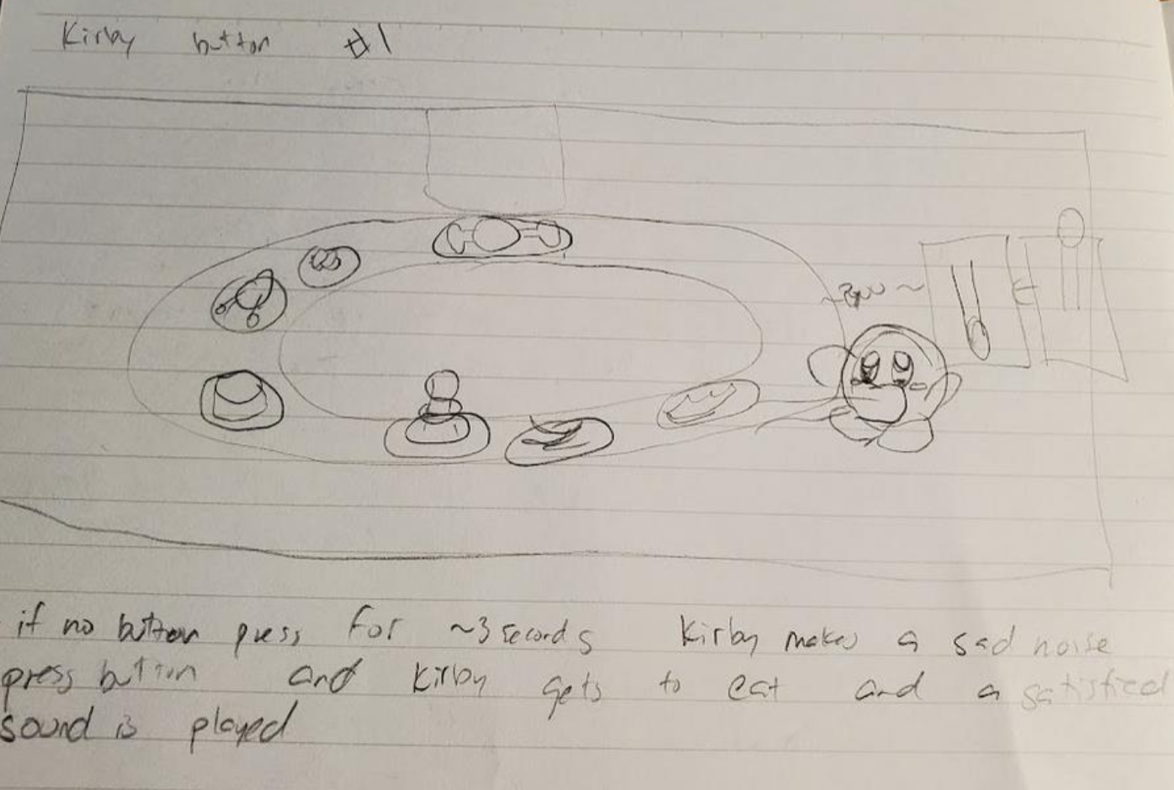 Kirby button #1
if no button press for ~3 seconds Kirby makes a sad noise
press button and Kirby gets to eat and a satisfied
sound is played